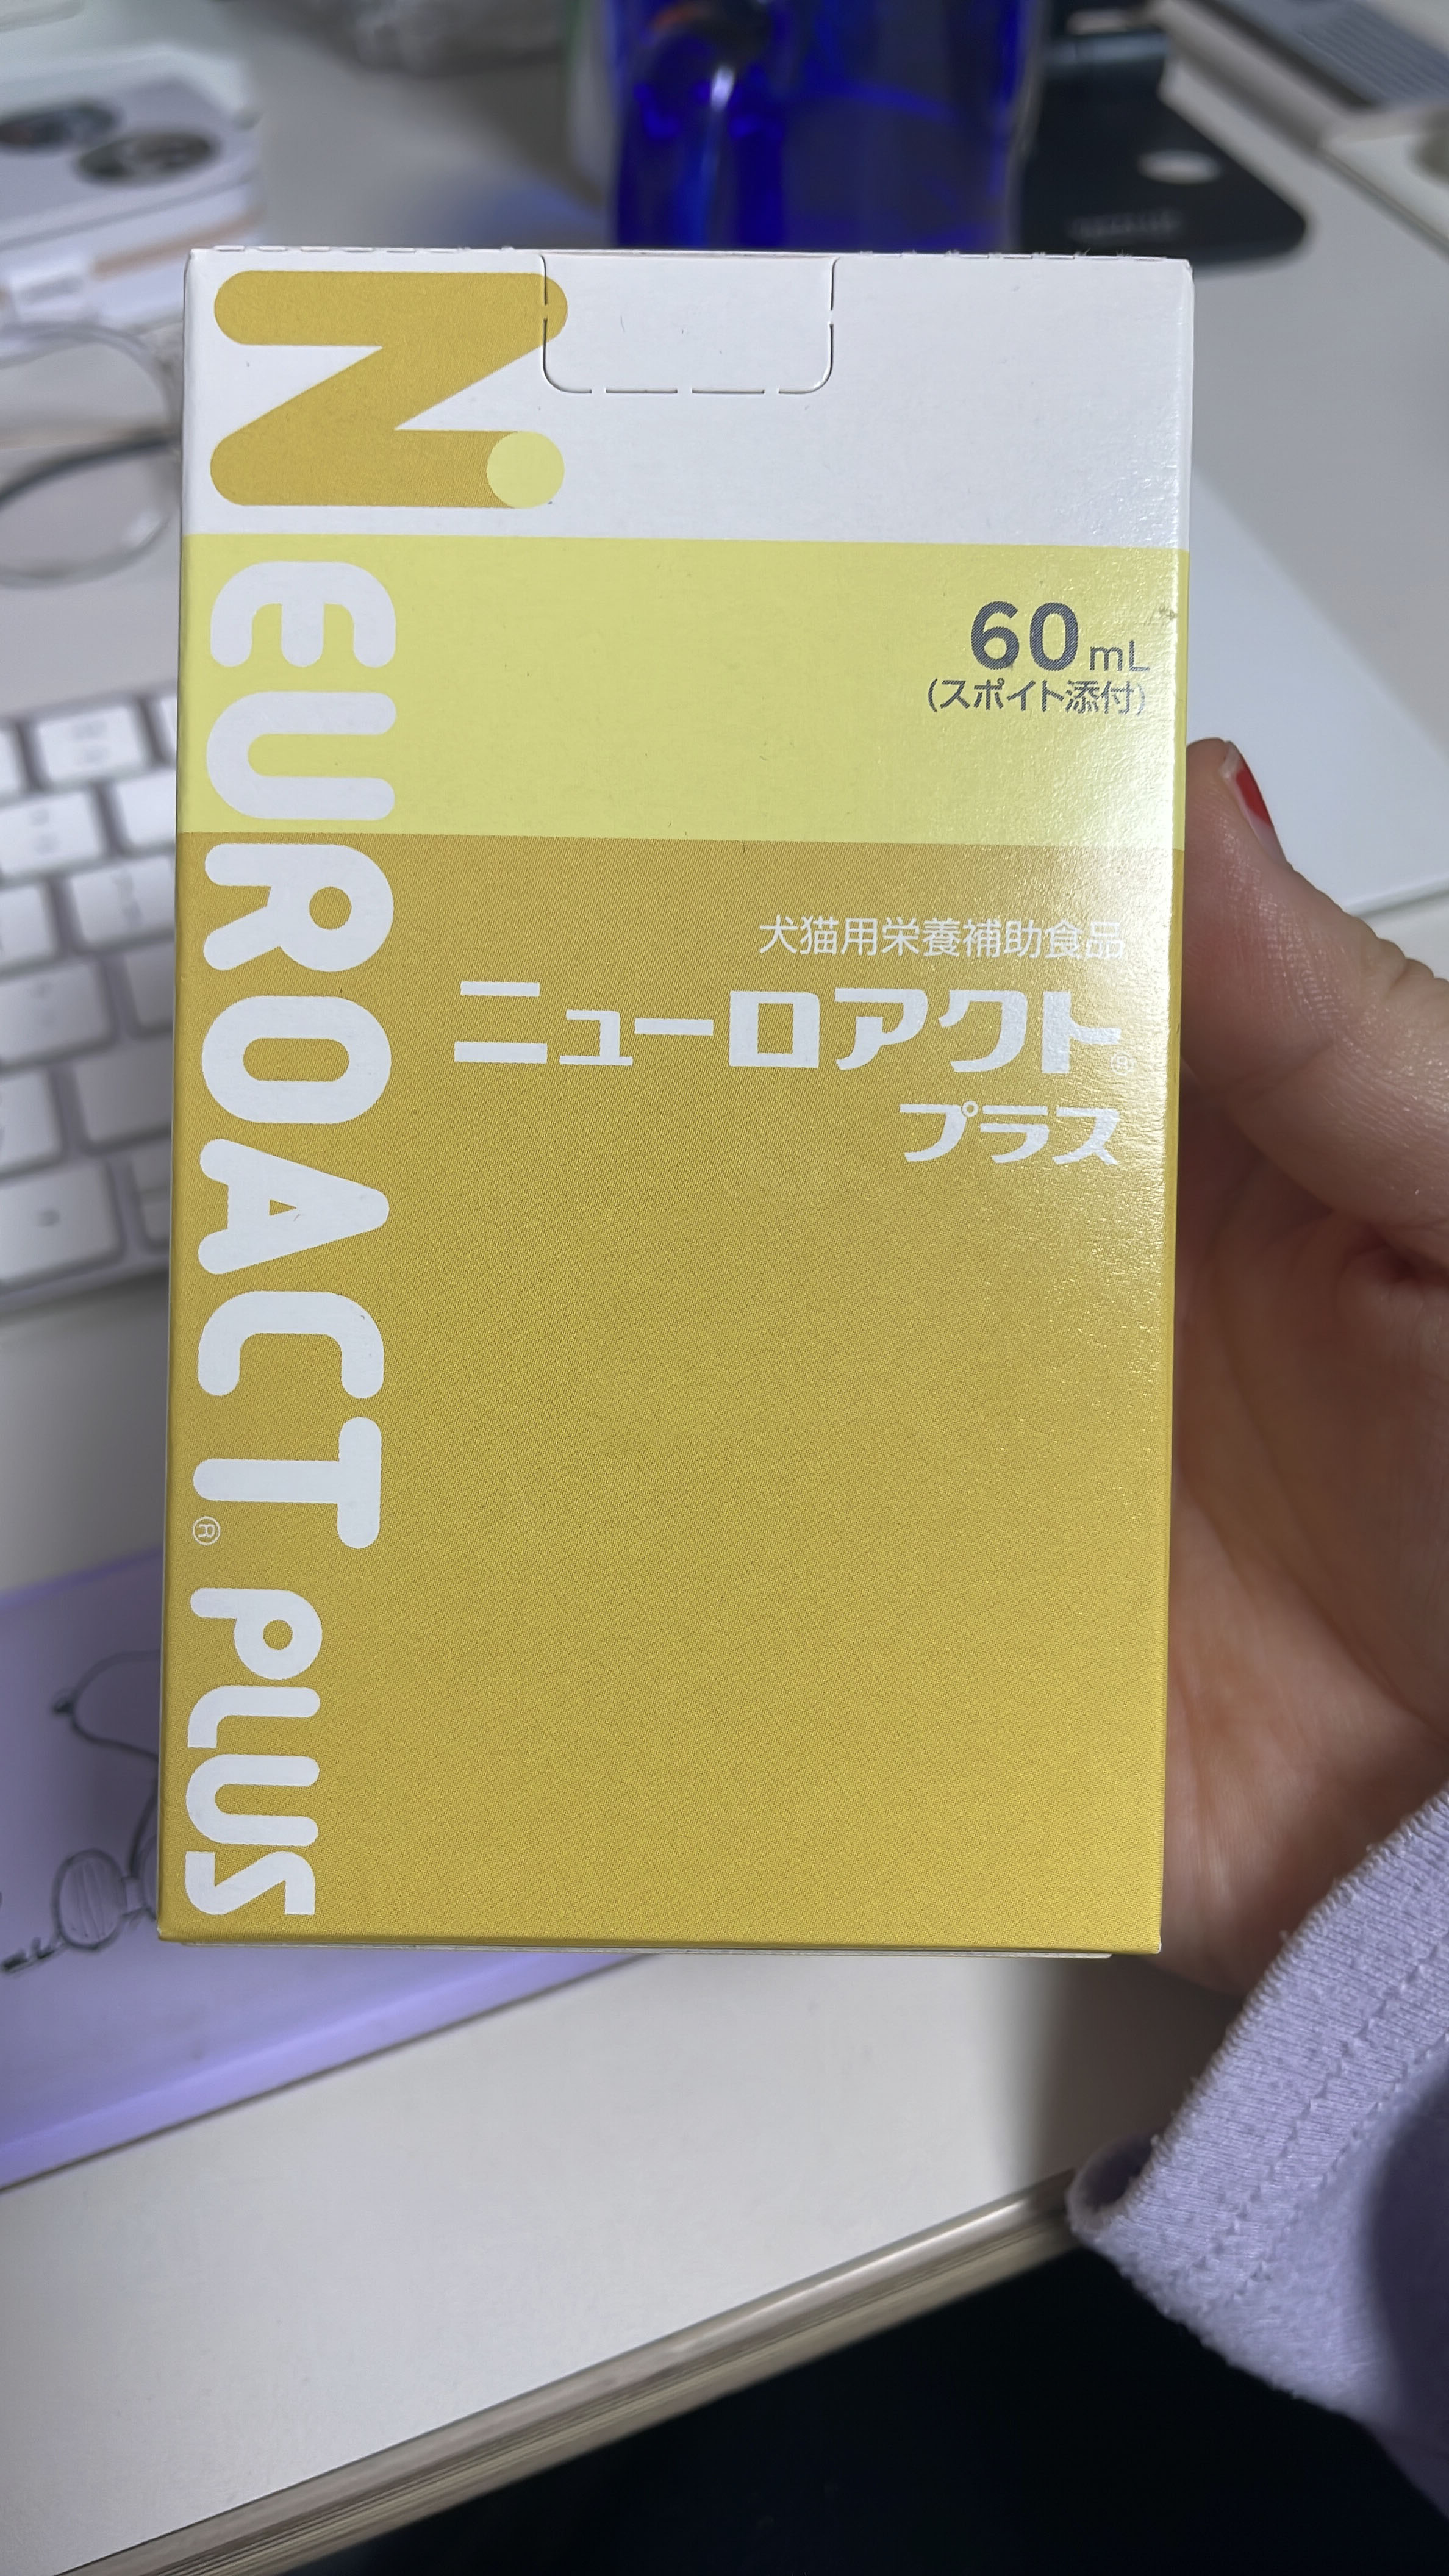 NEUROACT® PLUS
60mL
(スポイト添付)
犬猫用栄養補助食品
ニューロアクト®
プラス